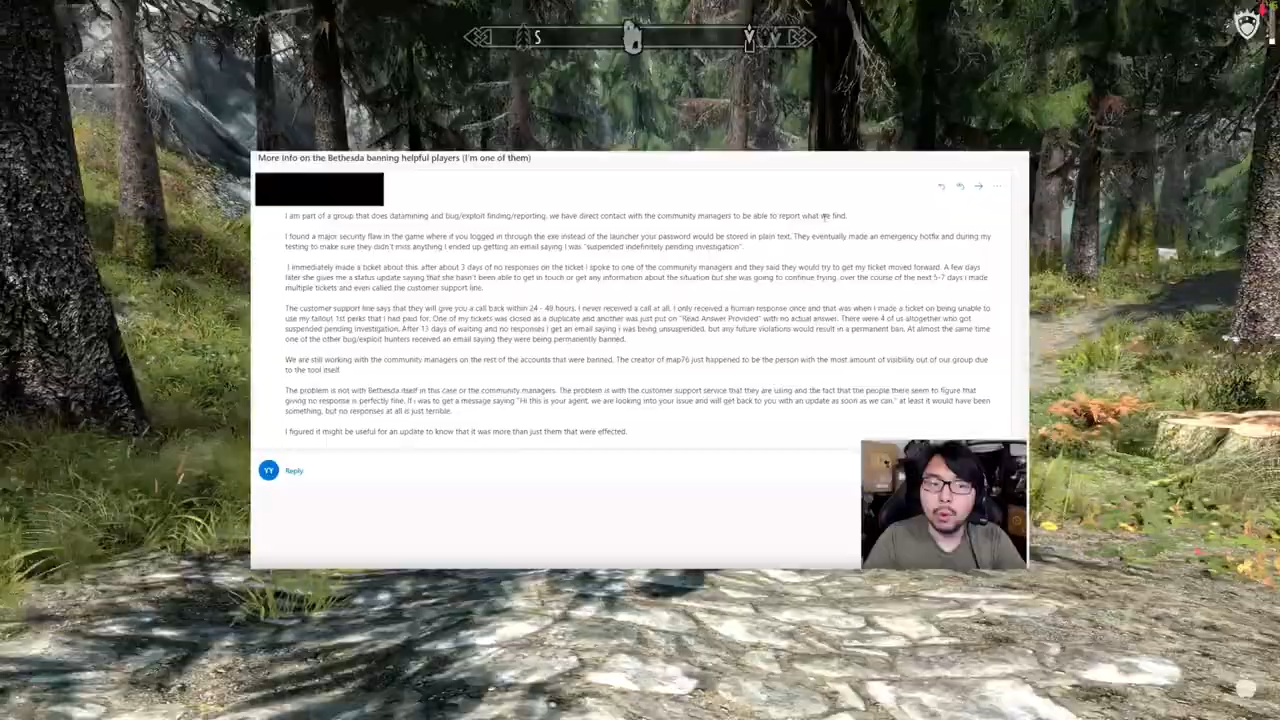 S
More info on the Bethesda banning helpful players (I'm one of them)
I am part of a group that does datamining and bug/exploit finding/reporting, we have direct contact with the community managers to be able to report what we find.
I found a major security flaw in the game where if you logged in through the exe instead of the launcher your password would be stored in plain text. They eventually made an emergency hotfix and during my
testing to make sure they didn't miss anything I ended up getting an email saying I was "suspended indefinitely pending investigation".
I immediately made a ticket about this, after about 3 days of no responses on the ticket I spoke to one of the community managers and they said they would try to get my ticket moved forward. A few days
later she gives me a status update saying that she hasn't been able to get in touch or get any information about the situation but she was going to continue trying, over the course of the next 5-7 days i made
multiple tickets and even called the customer support line.
The customer support line says that they will give you a call back within 24 - 48 hours. I never received a call at all. I only received a human response once and that was when I made a ticket on being unable to
use my fallout 1st perks that i had paid for. One of my tickets was closed as a duplicate and another was just put on "Read Answer Provided" with no actual answer. There were 4 of us altogether who got
suspended pending investigation. After 13 days of waiting and no responses I get an email saying i was being unsuspended, but any future violations would result in a permanent ban. At almost the same time
one of the other bug/exploit hunters received an email saying they were being permanently banned.
We are still working with the community managers on the rest of the accounts that were banned. The creator of map76 just happened to be the person with the most amount of visibility out of our group due
to the tool itself.
The problem is not with Bethesda itself in this case or the community managers. The problem is with the customer support service that they are using and the fact that the people there seem to figure that
giving no response is perfectly fine. If i was to get a message saying "Hi this is your agent, we are looking into your issue and will get back to you with an update as soon as we can." at least it would have been
something, but no responses at all is just terrible.
I figured it might be useful for an update to know that it was more than just them that were effected.
YY Reply